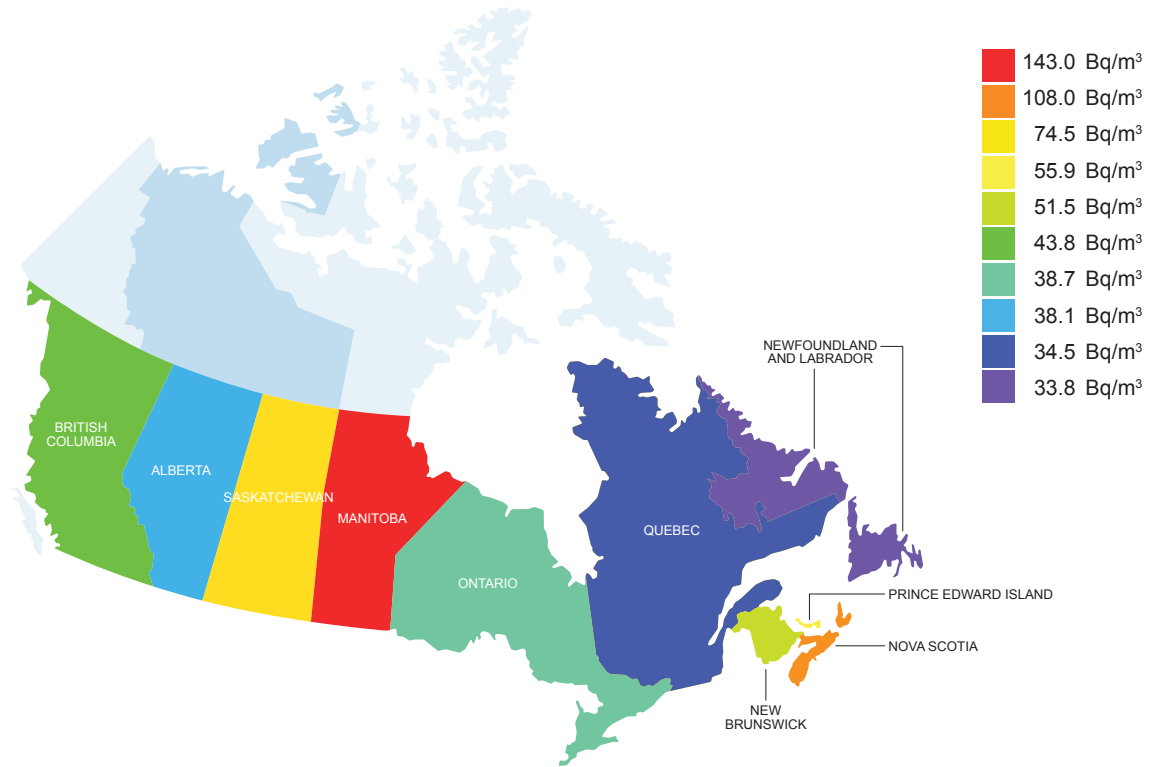 143.0 Bq/m³
108.0 Bq/m³
74.5 Bq/m³
55.9 Bq/m³
51.5 Bq/m³
43.8 Bq/m³
38.7 Bq/m³
38.1 Bq/m³
34.5 Bq/m³
33.8 Bq/m³
NEWFOUNDLAND
AND LABRADOR
BRITISH
COLUMBIA
ALBERTA
SASKATCHEWAN
MANITOBA
QUEBEC
ONTARIO
PRINCE EDWARD ISLAND
NOVA SCOTIA
NEW
BRUNSWICK